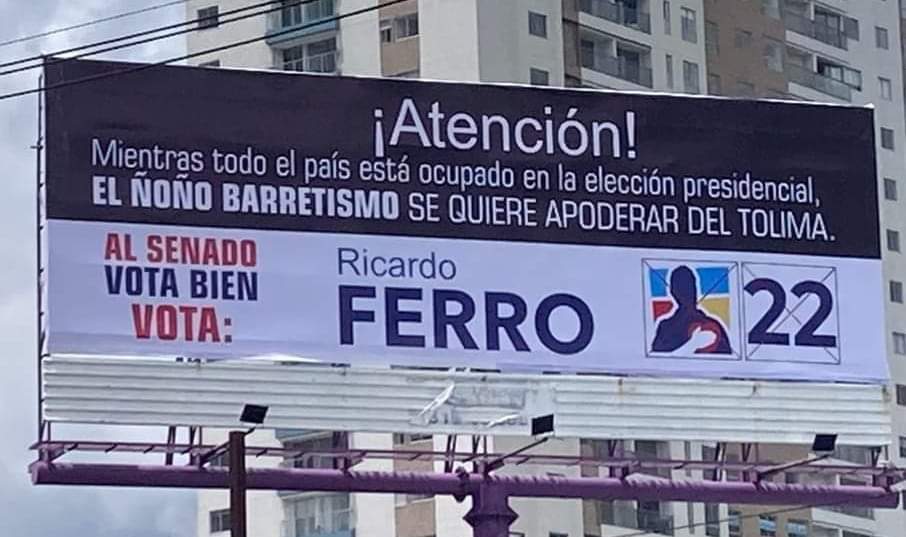 ¡Atención!
Mientras todo el país está ocupado en la elección presidencial,
EL ÑOÑO BARRETISMO SE QUIERE APODERAR DEL TOLIMA.
AL SENADO
VOTA BIEN
VOTA:
Ricardo
FERRO
22